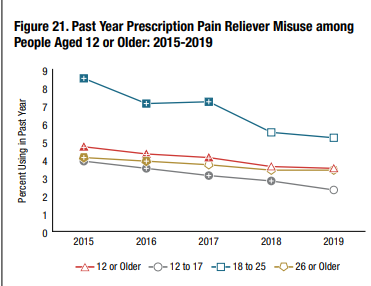 Figure 21. Past Year Prescription Pain Reliever Misuse among
People Aged 12 or Older: 2015-2019
Percent Using in Past Year
9
8
7
6
5
4
3
2
1
0
2015 2016 2017 2018 2019
12 or Older 12 to 17 18 to 25 26 or Older